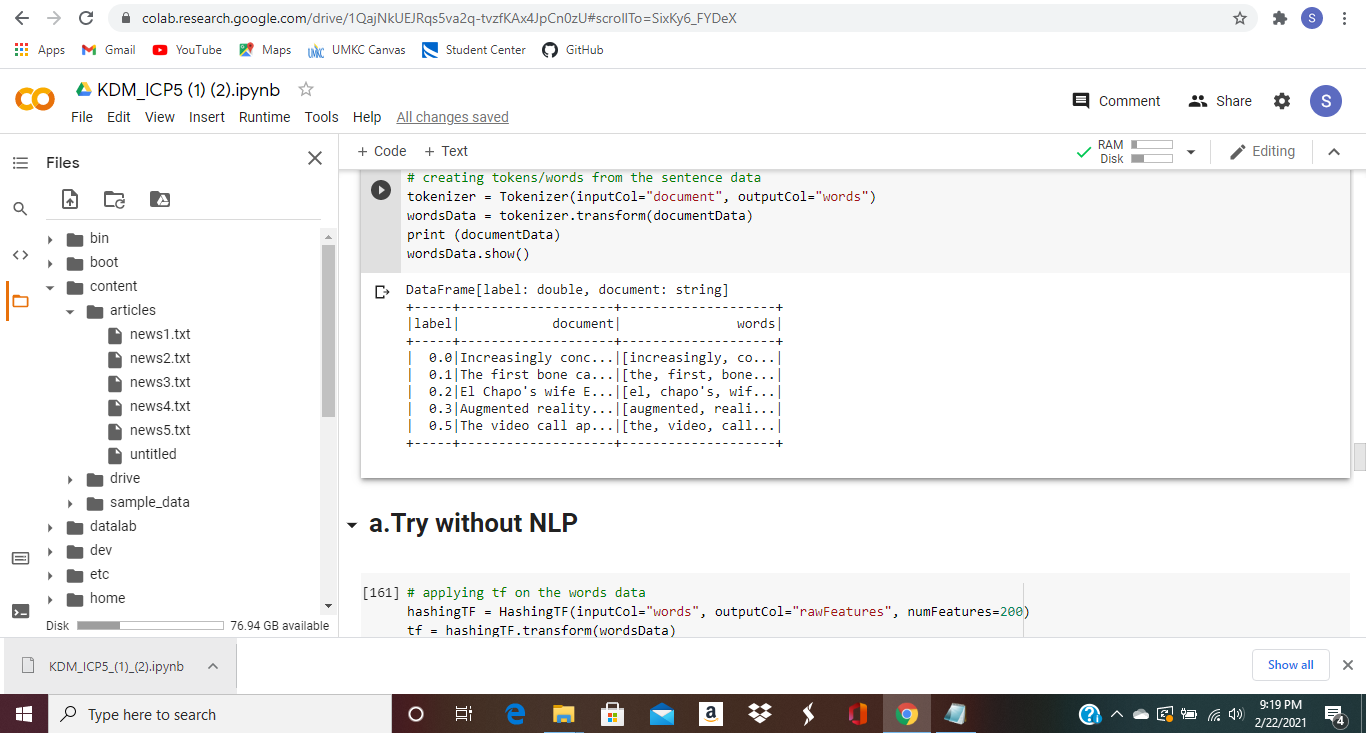 colab.research.google.com/drive/1QajNkUEJRqs5va2q-tvzfKAx4JpCn0zU#scrollTo=SixKy6_FYDeX
S
Apps Gmail YouTube Maps UMKC UMKC Canvas Student Center GitHub
CO KDM_ICP5 (1) (2).ipynb
File Edit View Insert Runtime Tools Help All changes saved
Comment Share S
Files
+ Code + Text
RAM
Disk
Editing
bin
boot
content
articles
news1.txt
news2.txt
news3.txt
news4.txt
news5.txt
untitled
drive
sample_data
datalab
dev
etc
home
Disk 76.94 GB available
# creating tokens/words from the sentence data
tokenizer = Tokenizer(inputCol="document", outputCol="words")
wordsData = tokenizer.transform(documentData)
print (documentData)
wordsData.show()
DataFrame[label: double, document: string]
+-----+--------------------+--------------------+
|label|            document|               words|
+-----+--------------------+--------------------+
|  0.0|Increasingly conc...|[increasingly, co...|
|  0.1|The first bone ca...|[the, first, bone...|
|  0.2|El Chapo's wife E...|[el, chapo's, wif...|
|  0.3|Augmented reality...|[augmented, reali...|
|  0.5|The video call ap...|[the, video, call...|
+-----+--------------------+--------------------+
a.Try without NLP
[161] # applying tf on the words data
hashingTF = HashingTF(inputCol="words", outputCol="rawFeatures", numFeatures=200)
tf = hashingTF.transform(wordsData)
KDM_ICP5_(1)_(2).ipynb
Show all
Type here to search
9:19 PM
2/22/2021
4